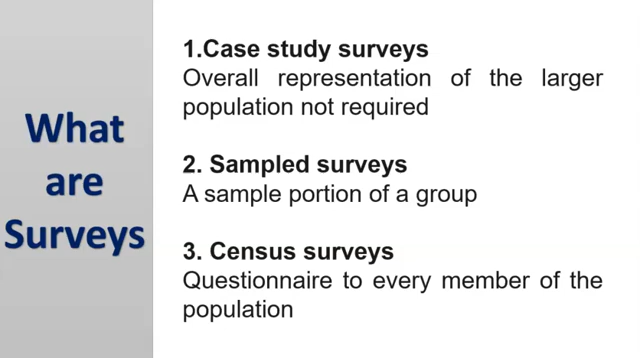 What
are
Surveys
1.Case study surveys
Overall representation of the larger
population not required
2. Sampled surveys
A sample portion of a group
3. Census surveys
Questionnaire to every member of the
population